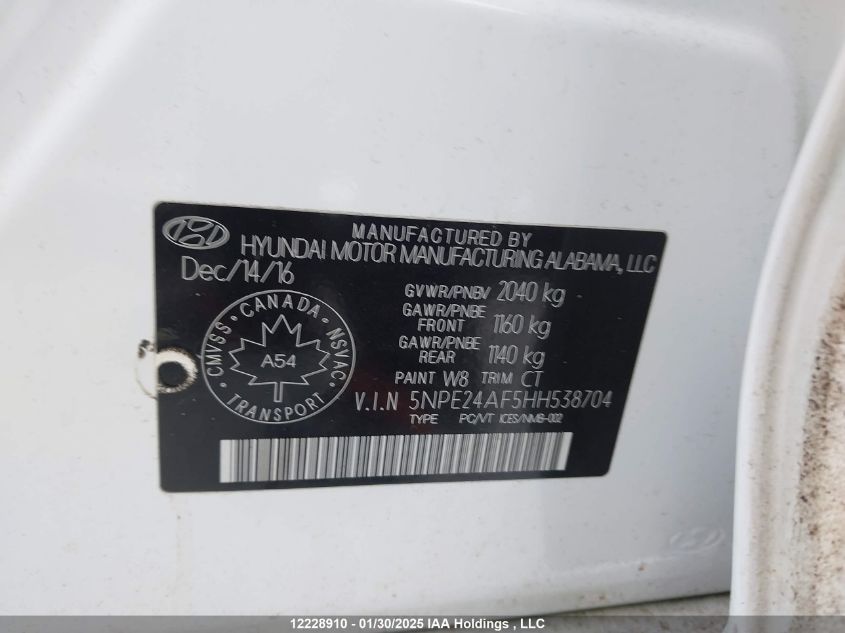 MANUFACTURED BY
HYUNDAI MOTOR MANUFACTURING ALABAMA, LLC
Dec/14/16
GVWR/PNBV 2040 kg
GAWR/PNBE
FRONT 1160 kg
GAWR/PNBE
REAR 1140 kg
PAINT W8 TRIM CT
V.I.N 5NPE24AF5HH538704
TYPE PC/VT ICES/NMB-002
CANADA
CMVSS NSVAC
A54
TRANSPORT
12228910 - 01/30/2025 IAA Holdings , LLC